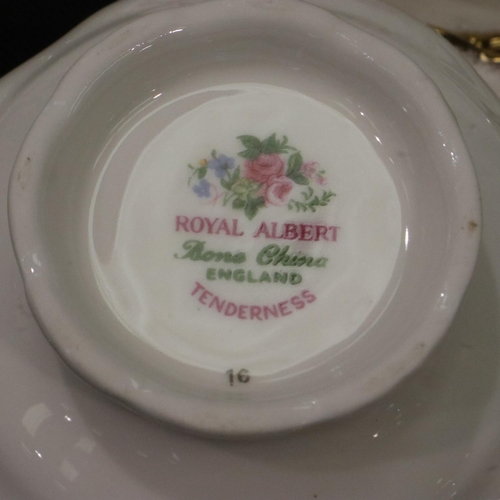 ROYAL ALBERT
Bone China
ENGLAND
TENDERNESS
16